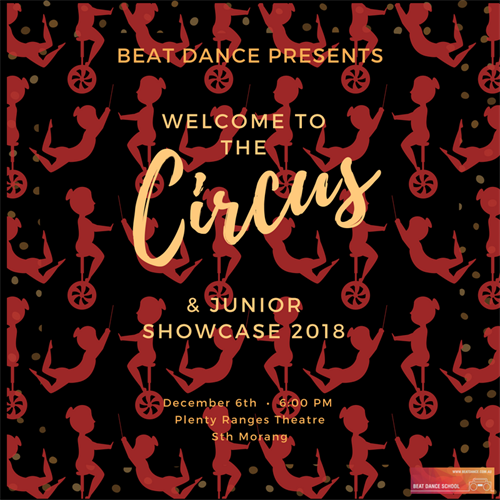 BEAT DANCE PRESENTS
WELCOME TO
THE
Circus
& JUNIOR
SHOWCASE 2018
December 6th • 6:00 PM
Plenty Ranges Theatre
Sth Morang
BEAT DANCE SCHOOL